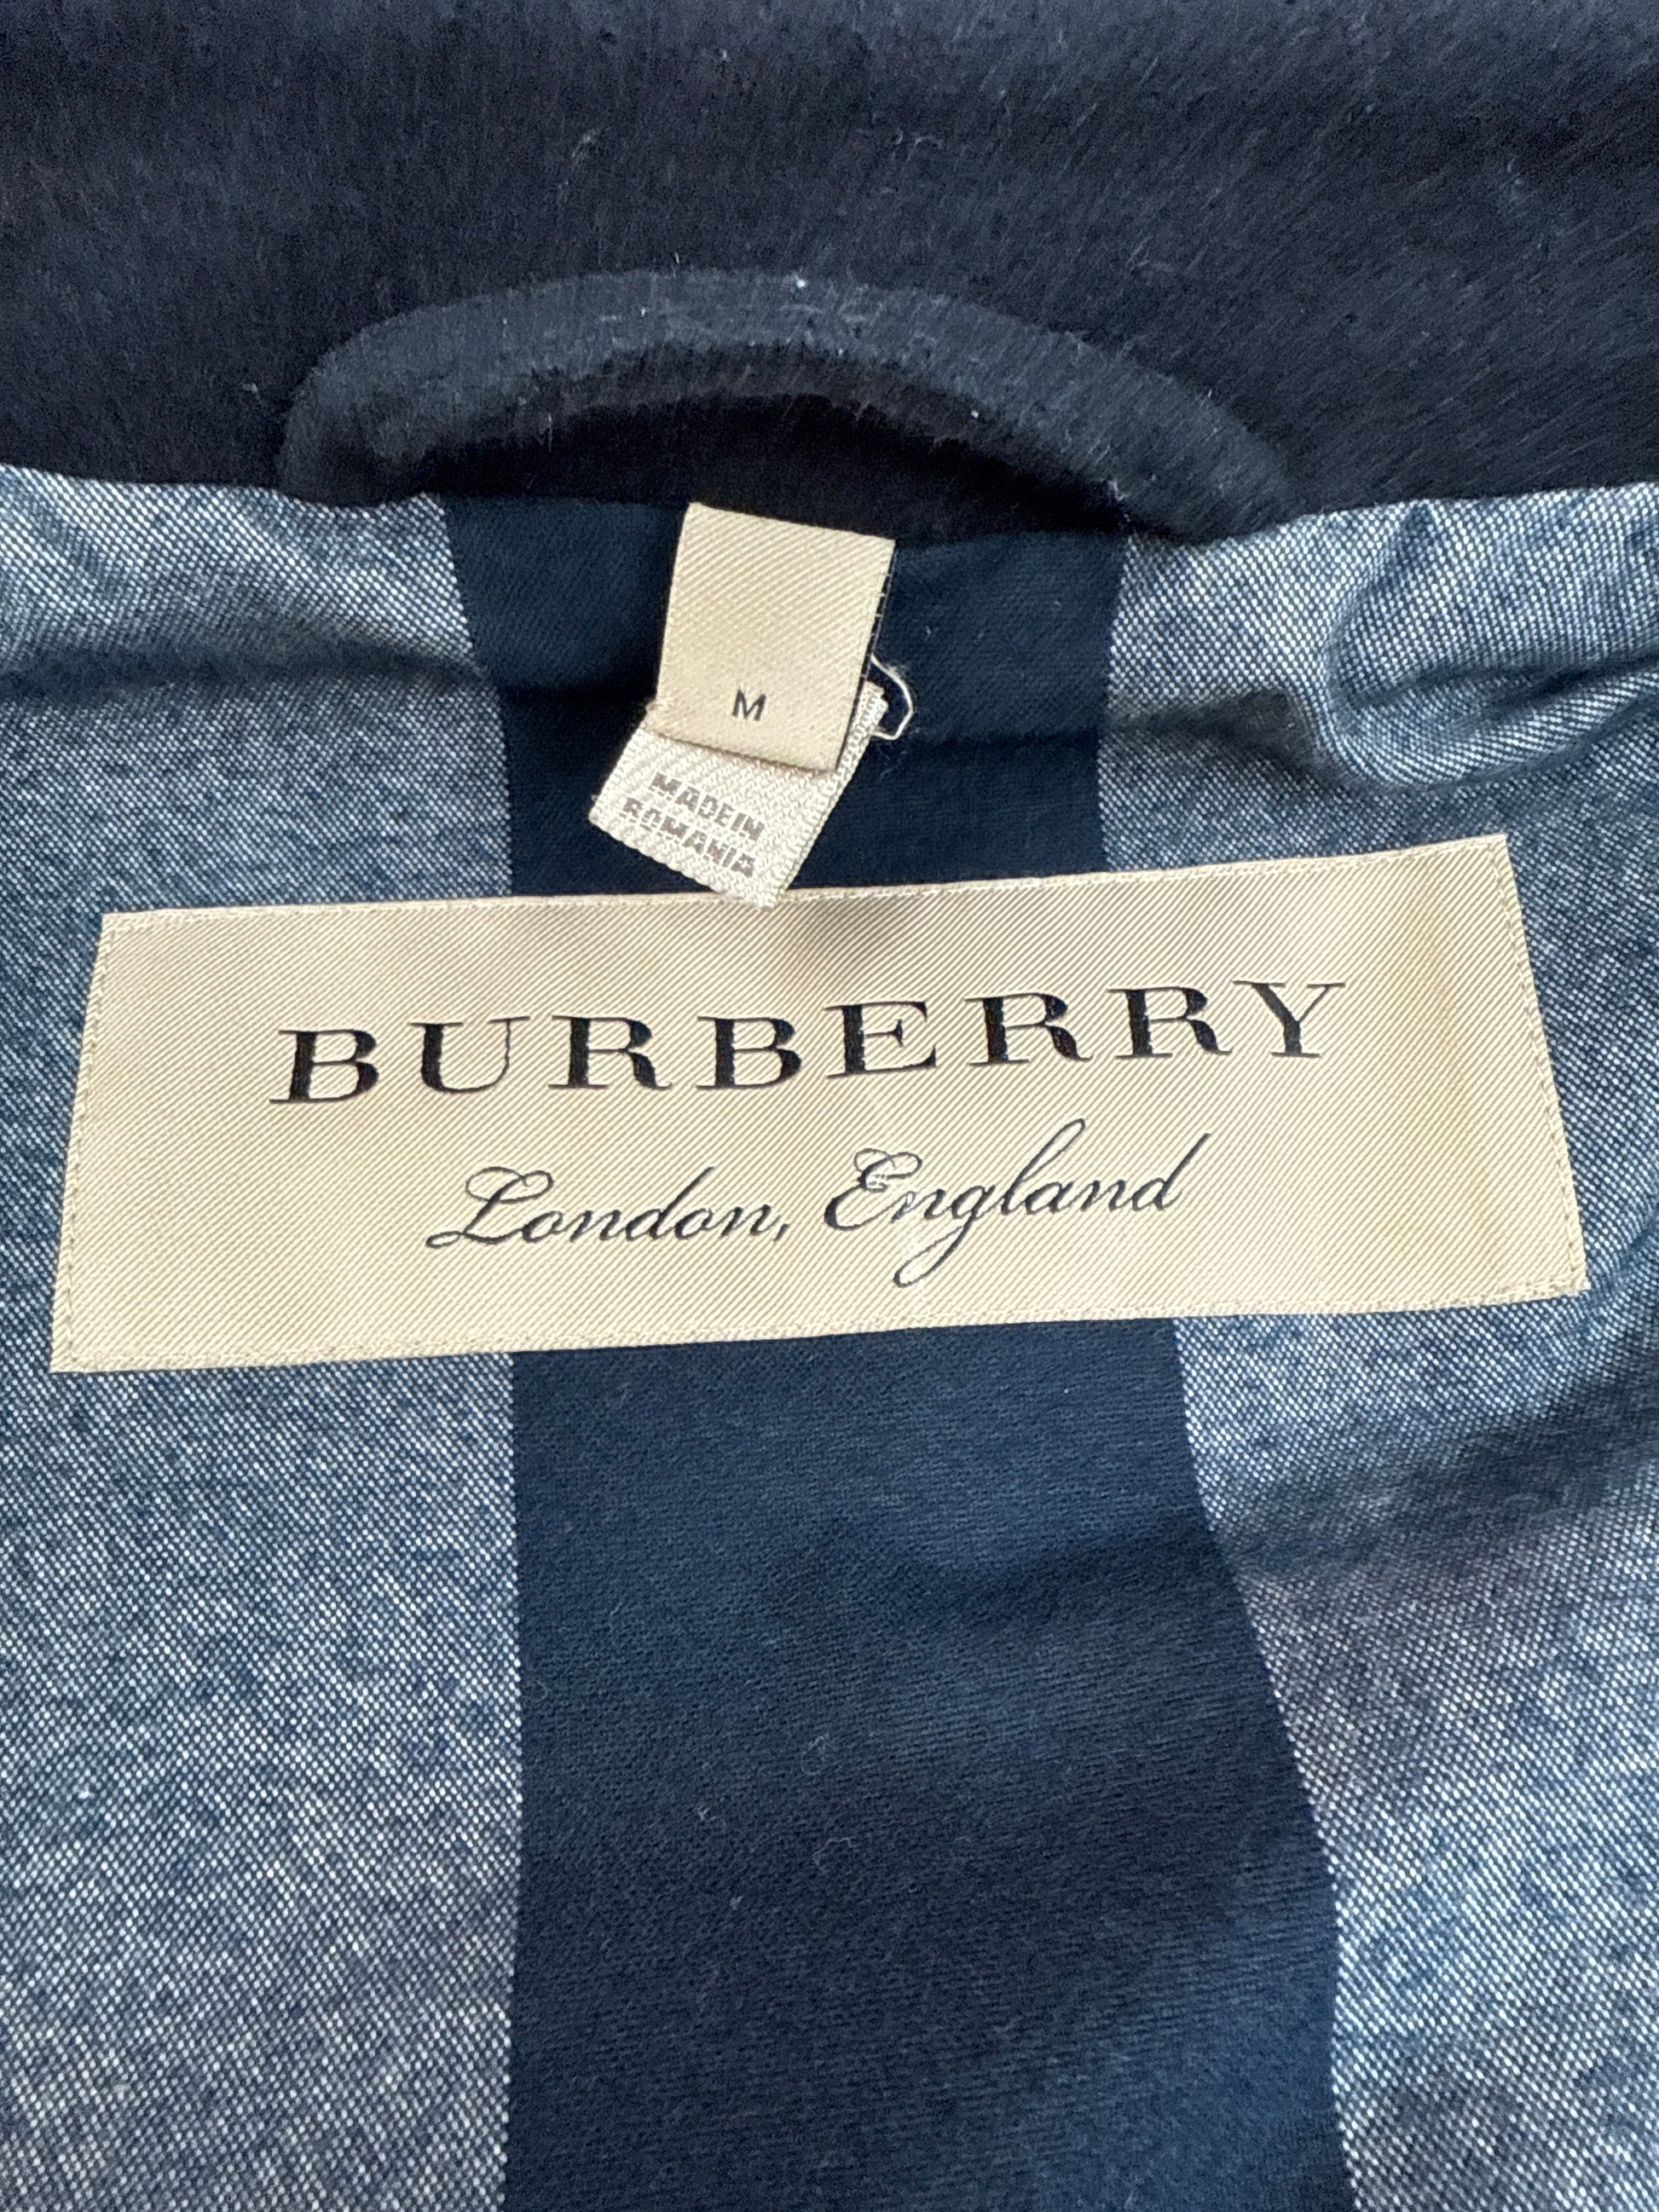 M
MADE IN
ROMANIA
BURBERRY
London, England